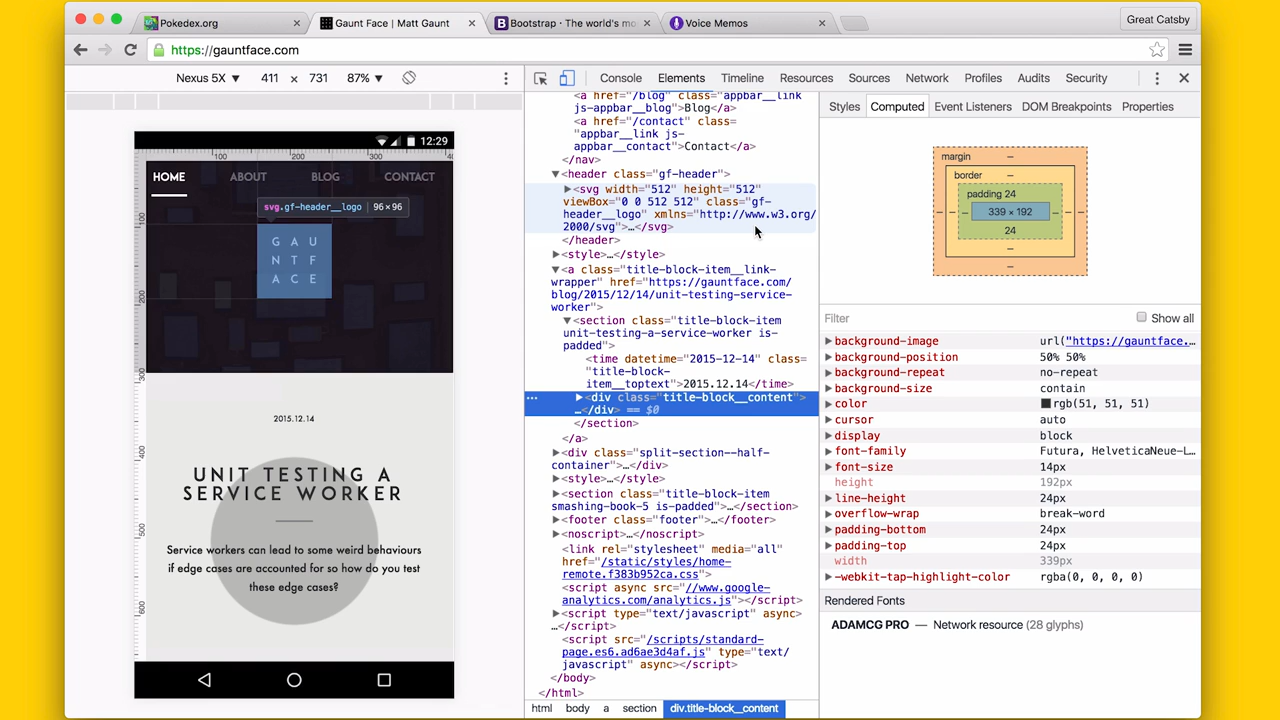 Pokedex.org
Gaunt Face | Matt Gaunt
Bootstrap · The world's mo
Voice Memos
Great Catsby
https://gauntface.com
Nexus 5X ▼ 411 × 731 87% ▼
Console Elements Timeline Resources Sources Network Profiles Audits Security
12:29
100 200 300
HOME ABOUT BLOG CONTACT
svg.gf-header__logo | 96×96
G A U
N T F
A C E
100
200
300
400
500
600
2015.12.14
UNIT TESTING A
SERVICE WORKER
Service workers can lead to some weird behaviours
if edge cases are accounted for so how do you test
these edge cases?
<a href="/blog" class="appbar__link
js-appbar__blog">Blog</a>
<a href="/contact" class=
"appbar__link js-
appbar__contact">Contact</a>
</nav>
▼<header class="gf-header">
▶<svg width="512" height="512"
viewBox="0 0 512 512" class="gf-
header__logo" xmlns="http://www.w3.org/
2000/svg">…</svg>
</header>
▶<style>…</style>
▼<a class="title-block-item__link-
wrapper" href="https://gauntface.com/
blog/2015/12/14/unit-testing-service-
worker">
▼<section class="title-block-item
unit-testing-a-service-worker is-
padded">
<time datetime="2015-12-14" class=
"title-block-
item__toptext">2015.12.14</time>
▶<div class="title-block__content">
…</div> == $0
</section>
</a>
▶<div class="split-section--half-
container">…</div>
▶<style>…</style>
▶<section class="title-block-item
smashing-book-5 is-padded">…</section>
▶<footer class="footer">…</footer>
▶<noscript>…</noscript>
<link rel="stylesheet" media="all"
href="/static/styles/home-
remote.f383b952ca.css">
<script async src="//www.google-
analytics.com/analytics.js"></script>
▶<script type="text/javascript" async>
…</script>
<script src="/scripts/standard-
page.es6.ad6ae3d4af.js" type="text/
javascript" async></script>
</body>
</html>
html body a section div.title-block__content
Styles Computed Event Listeners DOM Breakpoints Properties
margin –
border –
padding 24
– – 339 × 192 – –
24
–
–
Filter Show all
background-image url("https://gauntface.…
background-position 50% 50%
background-repeat no-repeat
background-size contain
color rgb(51, 51, 51)
cursor auto
display block
font-family Futura, HelveticaNeue-L…
font-size 14px
height 192px
line-height 24px
overflow-wrap break-word
padding-bottom 24px
padding-top 24px
width 339px
-webkit-tap-highlight-color rgba(0, 0, 0, 0)
Rendered Fonts
ADAMCG PRO — Network resource (28 glyphs)